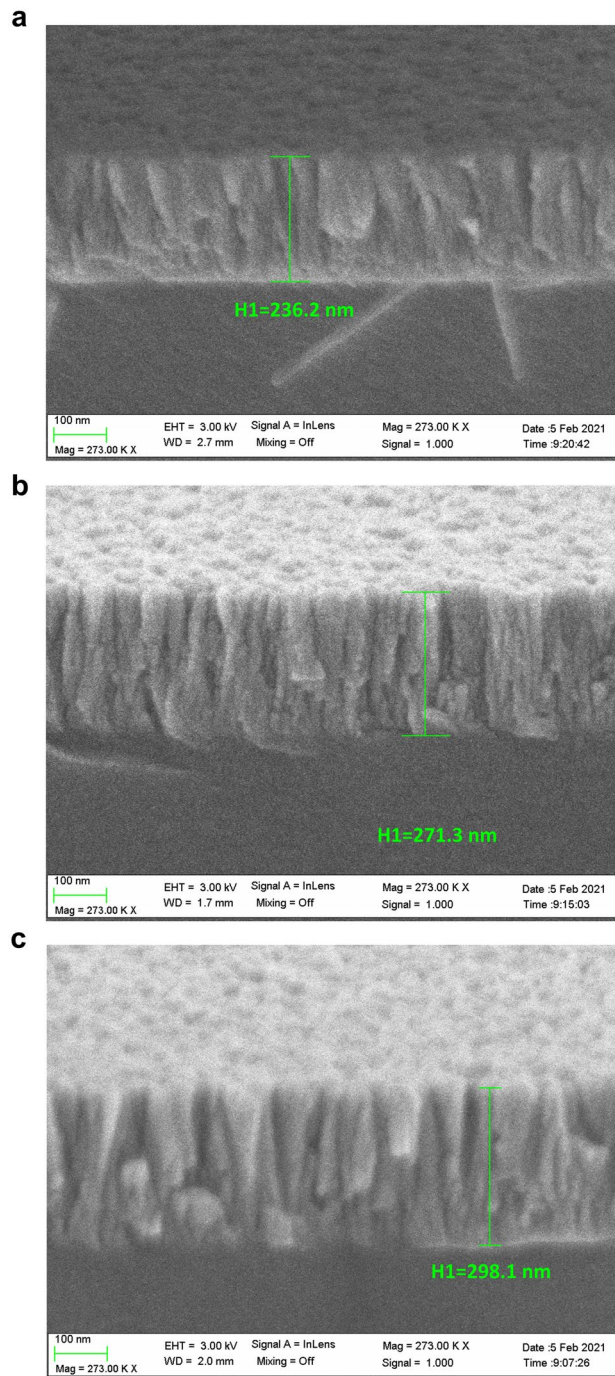 a
H1=236.2 nm
100 nm
EHT = 3.00 kV Signal A = InLens Mag = 273.00 K X Date :5 Feb 2021
Mag = 273.00 K X WD = 2.7 mm Mixing = Off Signal = 1.000 Time :9:20:42
b
H1=271.3 nm
100 nm
EHT = 3.00 kV Signal A = InLens Mag = 273.00 K X Date :5 Feb 2021
Mag = 273.00 K X WD = 1.7 mm Mixing = Off Signal = 1.000 Time :9:15:03
c
H1=298.1 nm
100 nm
EHT = 3.00 kV Signal A = InLens Mag = 273.00 K X Date :5 Feb 2021
Mag = 273.00 K X WD = 2.0 mm Mixing = Off Signal = 1.000 Time :9:07:26